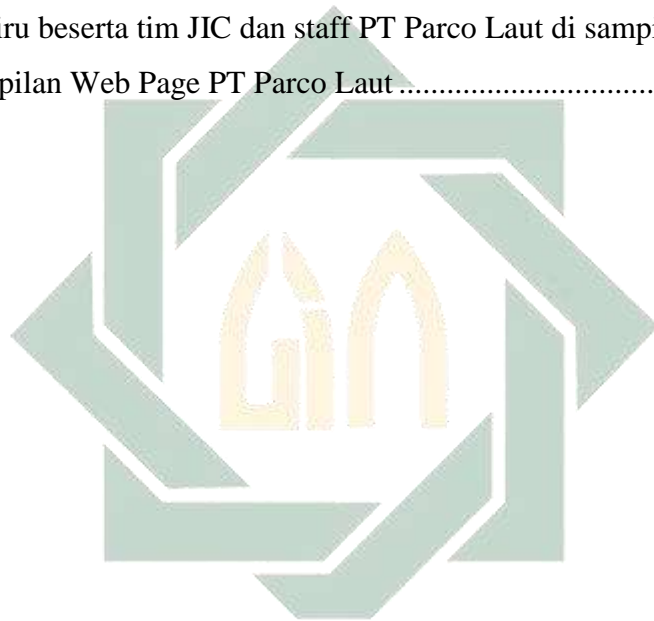 iru beserta tim JIC dan staff PT Parco Laut di samp
pilan Web Page PT Parco Laut ................................